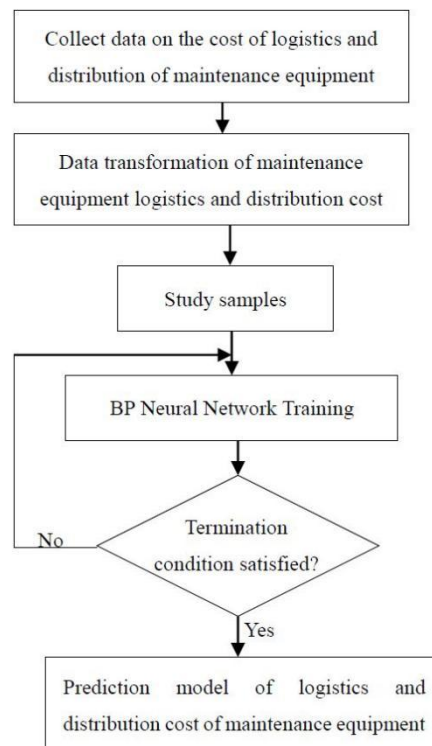 Collect data on the cost of logistics and
distribution of maintenance equipment
Data transformation of maintenance
equipment logistics and distribution cost
Study samples
BP Neural Network Training
Termination
condition satisfied?
No
Yes
Prediction model of logistics and
distribution cost of maintenance equipment